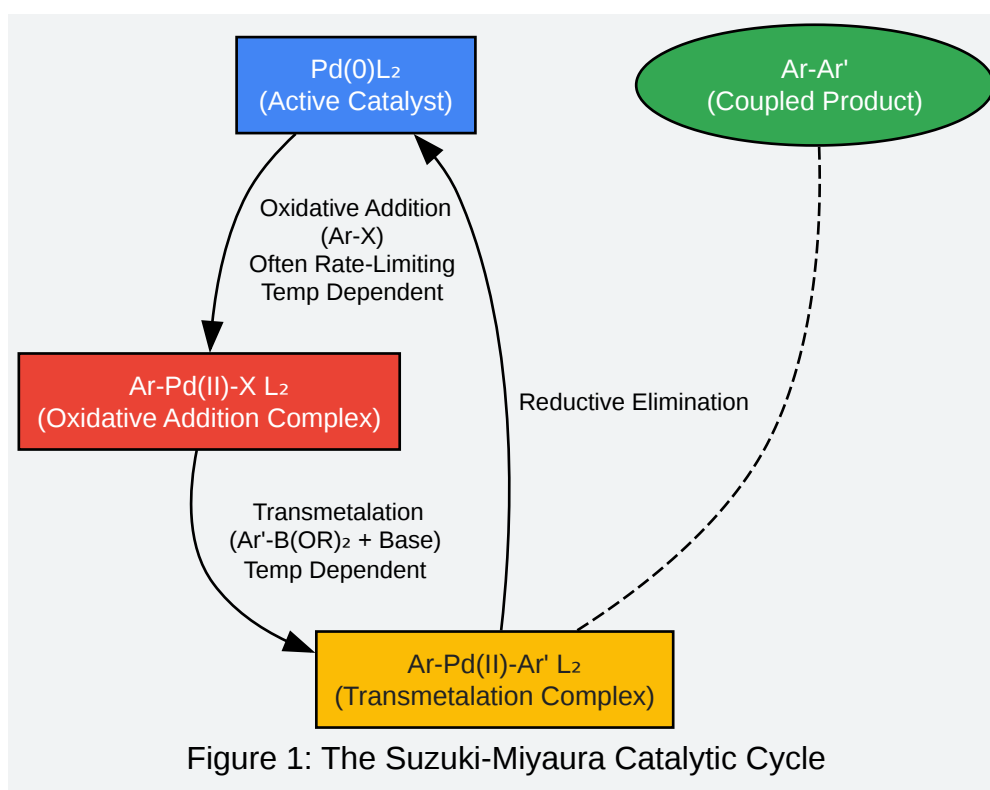 Pd(0)L₂
(Active Catalyst)
Ar-Ar'
(Coupled Product)
Oxidative Addition
(Ar-X)
Often Rate-Limiting
Temp Dependent
Ar-Pd(II)-X L₂
(Oxidative Addition Complex)
Reductive Elimination
Transmetalation
(Ar'-B(OR)₂ + Base)
Temp Dependent
Ar-Pd(II)-Ar' L₂
(Transmetalation Complex)
Figure 1: The Suzuki-Miyaura Catalytic Cycle